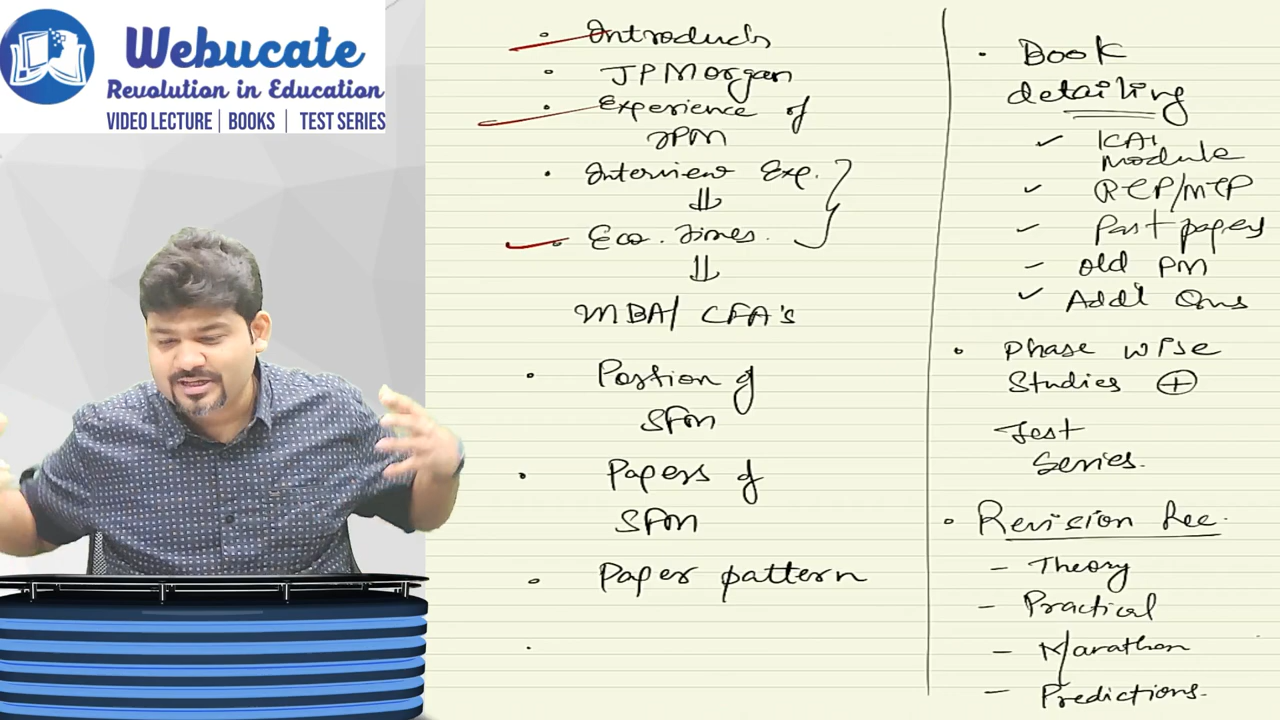 Webucate
Revolution in Education
VIDEO LECTURE | BOOKS | TEST SERIES
• Introductn
• JPMorgan
• Experience of
JPM
• Interview Exp.
⇓
• Eco. Times.
⇓
MBA/ CFA's
• Portion of
SFM
• Papers of
SFM
• Paper pattern
• Book
detailing
✓ ICAI
Module
✓ RTP/MTP
– Past papers
– Old PM
✓ Addl Qns
• Phase wise
Studies ⊕
Test
Series.
• Revision Lec.
– Theory
– Practical
– Marathon
– Predictions.